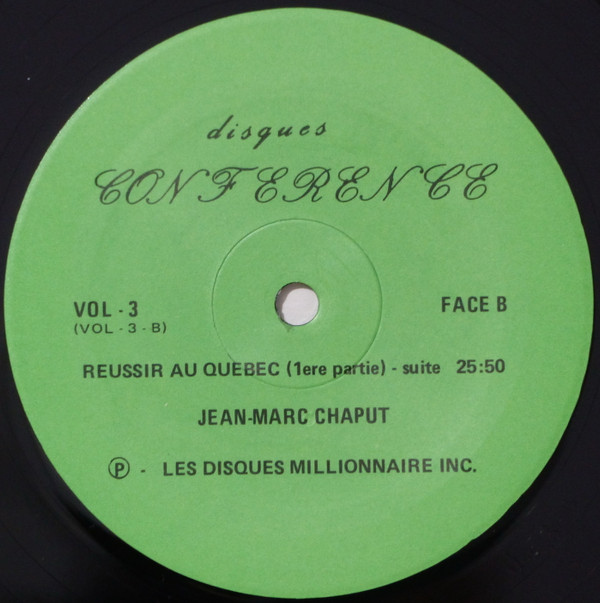 disques
CONFERENCE
VOL - 3
FACE B
(VOL - 3 - B)
REUSSIR AU QUEBEC (1ere partie) - suite 25:50
JEAN-MARC CHAPUT
Ⓟ - LES DISQUES MILLIONNAIRE INC.